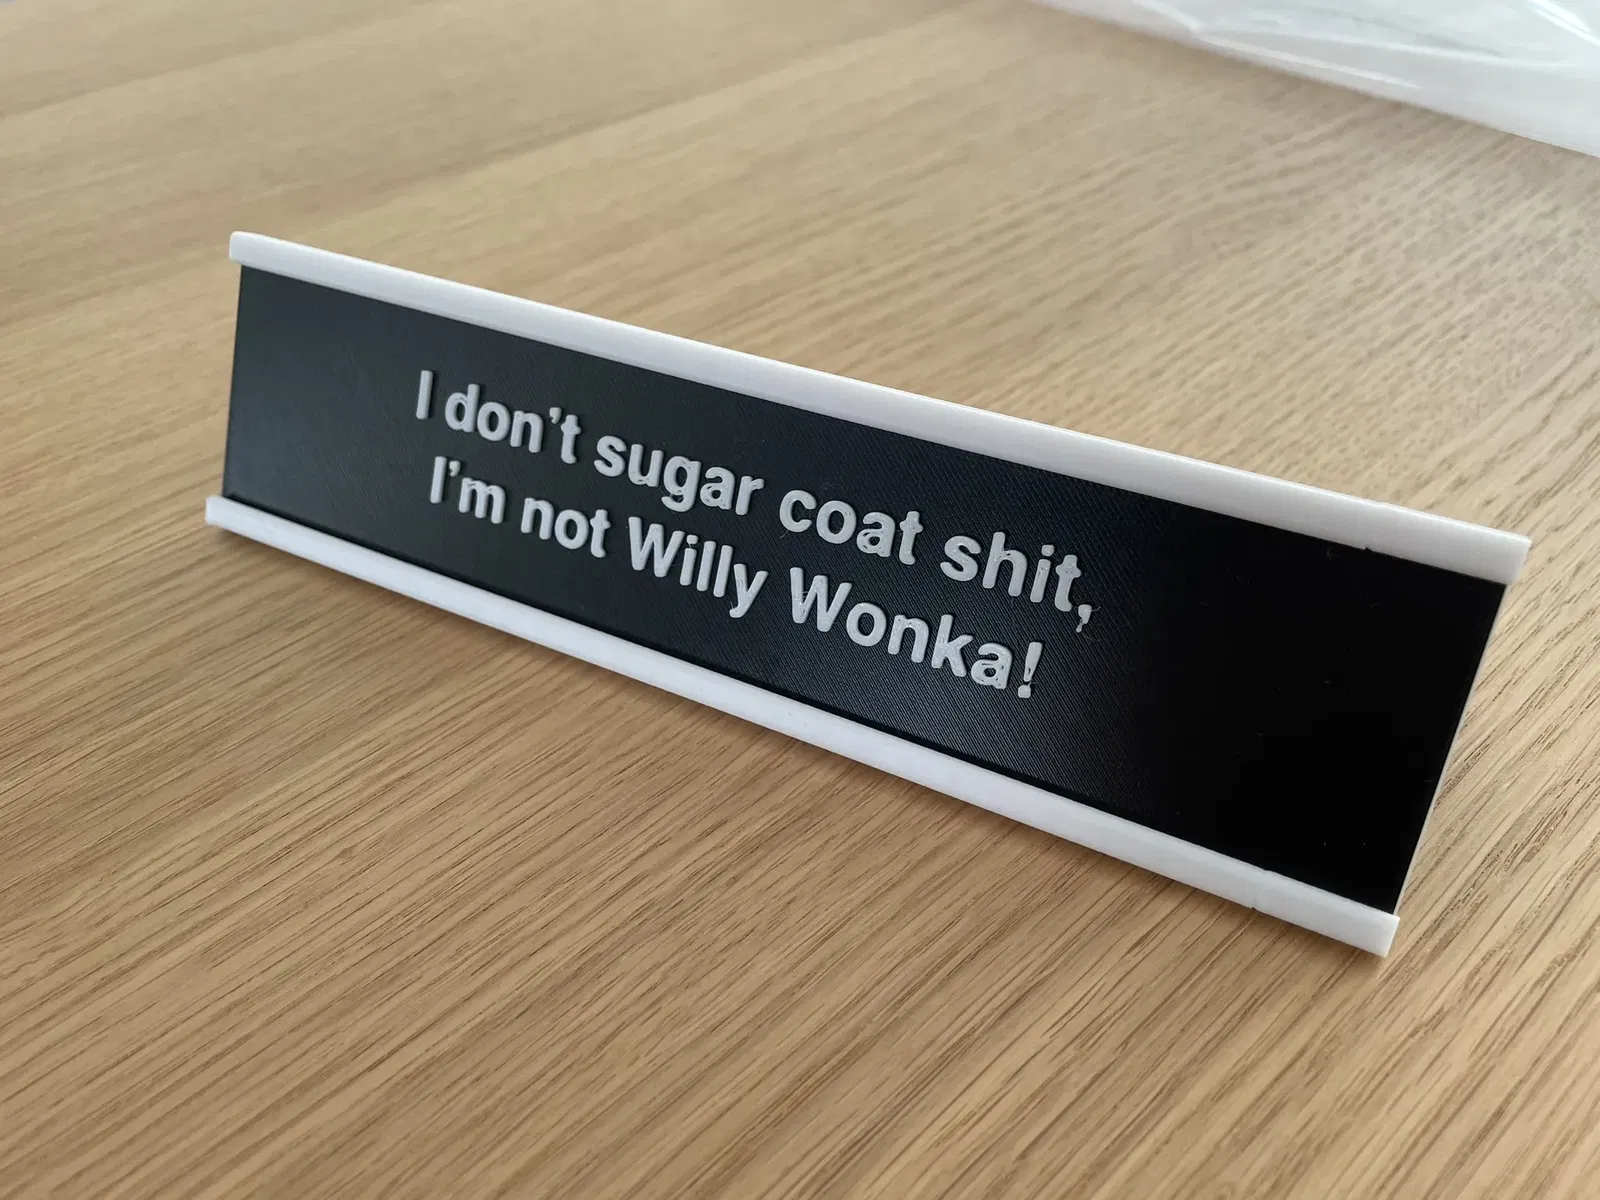 I don't sugar coat shit,
I'm not Willy Wonka!